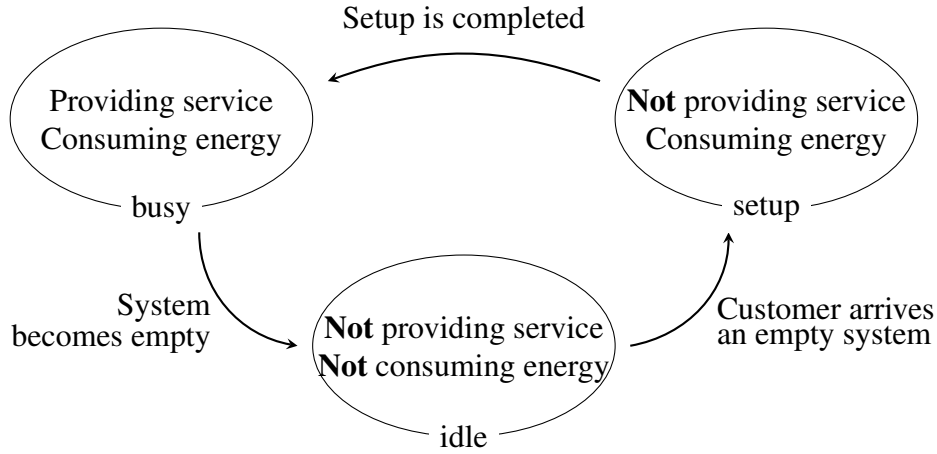 Setup is completed
Providing service
Consuming energy
busy
Not providing service
Consuming energy
setup
System
becomes empty
Not providing service
Not consuming energy
idle
Customer arrives
an empty system